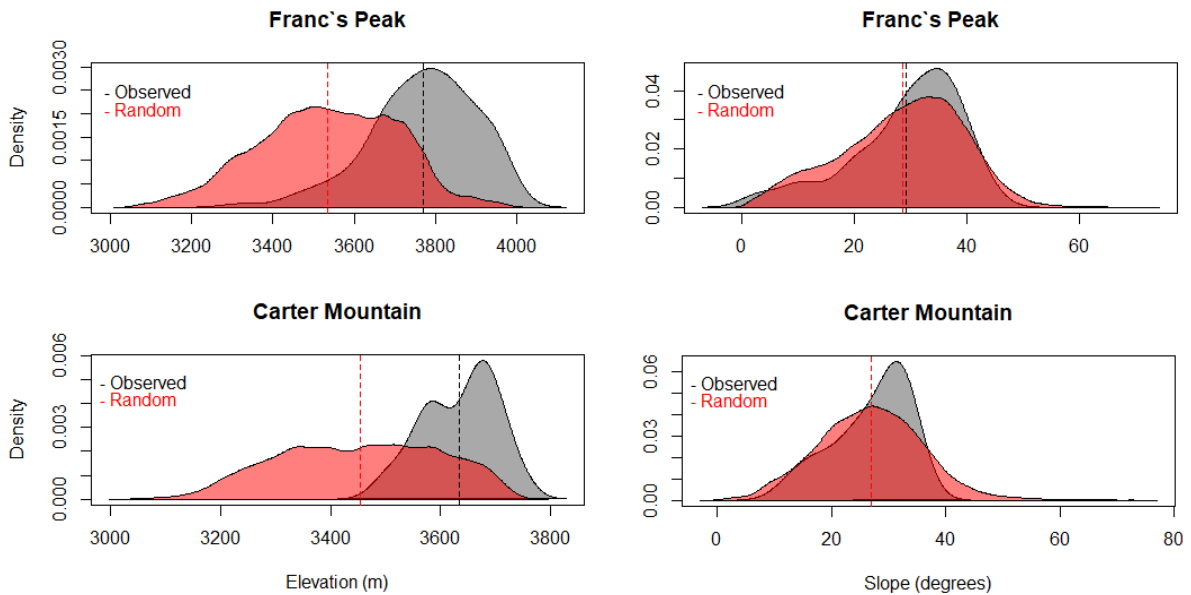 Franc`s Peak
Density
0.0000
0.0015
0.0030
- Observed
- Random
3000 3200 3400 3600 3800 4000
Franc`s Peak
0.00
0.02
0.04
- Observed
- Random
0 20 40 60
Carter Mountain
Density
0.000
0.003
0.006
- Observed
- Random
3000 3200 3400 3600 3800
Elevation (m)
Carter Mountain
0.00
0.03
0.06
- Observed
- Random
0 20 40 60 80
Slope (degrees)